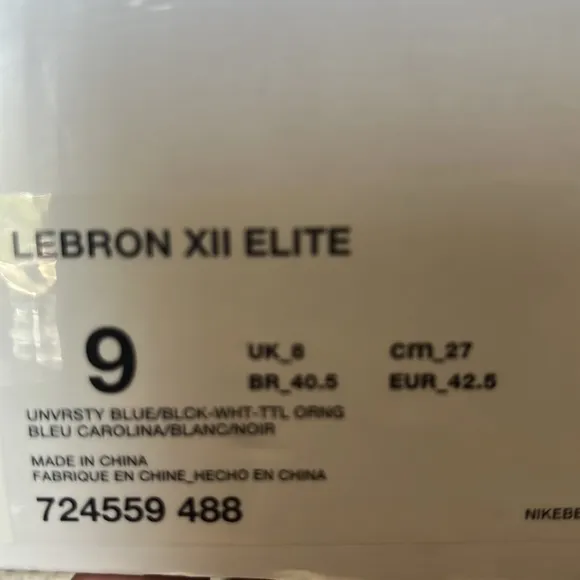 LEBRON XII ELITE
9
UK_8 cm_27
BR_40.5 EUR_42.5
UNVRSTY BLUE/BLCK-WHT-TTL ORNG
BLEU CAROLINA/BLANC/NOIR
MADE IN CHINA
FABRIQUE EN CHINE_HECHO EN CHINA
724559 488